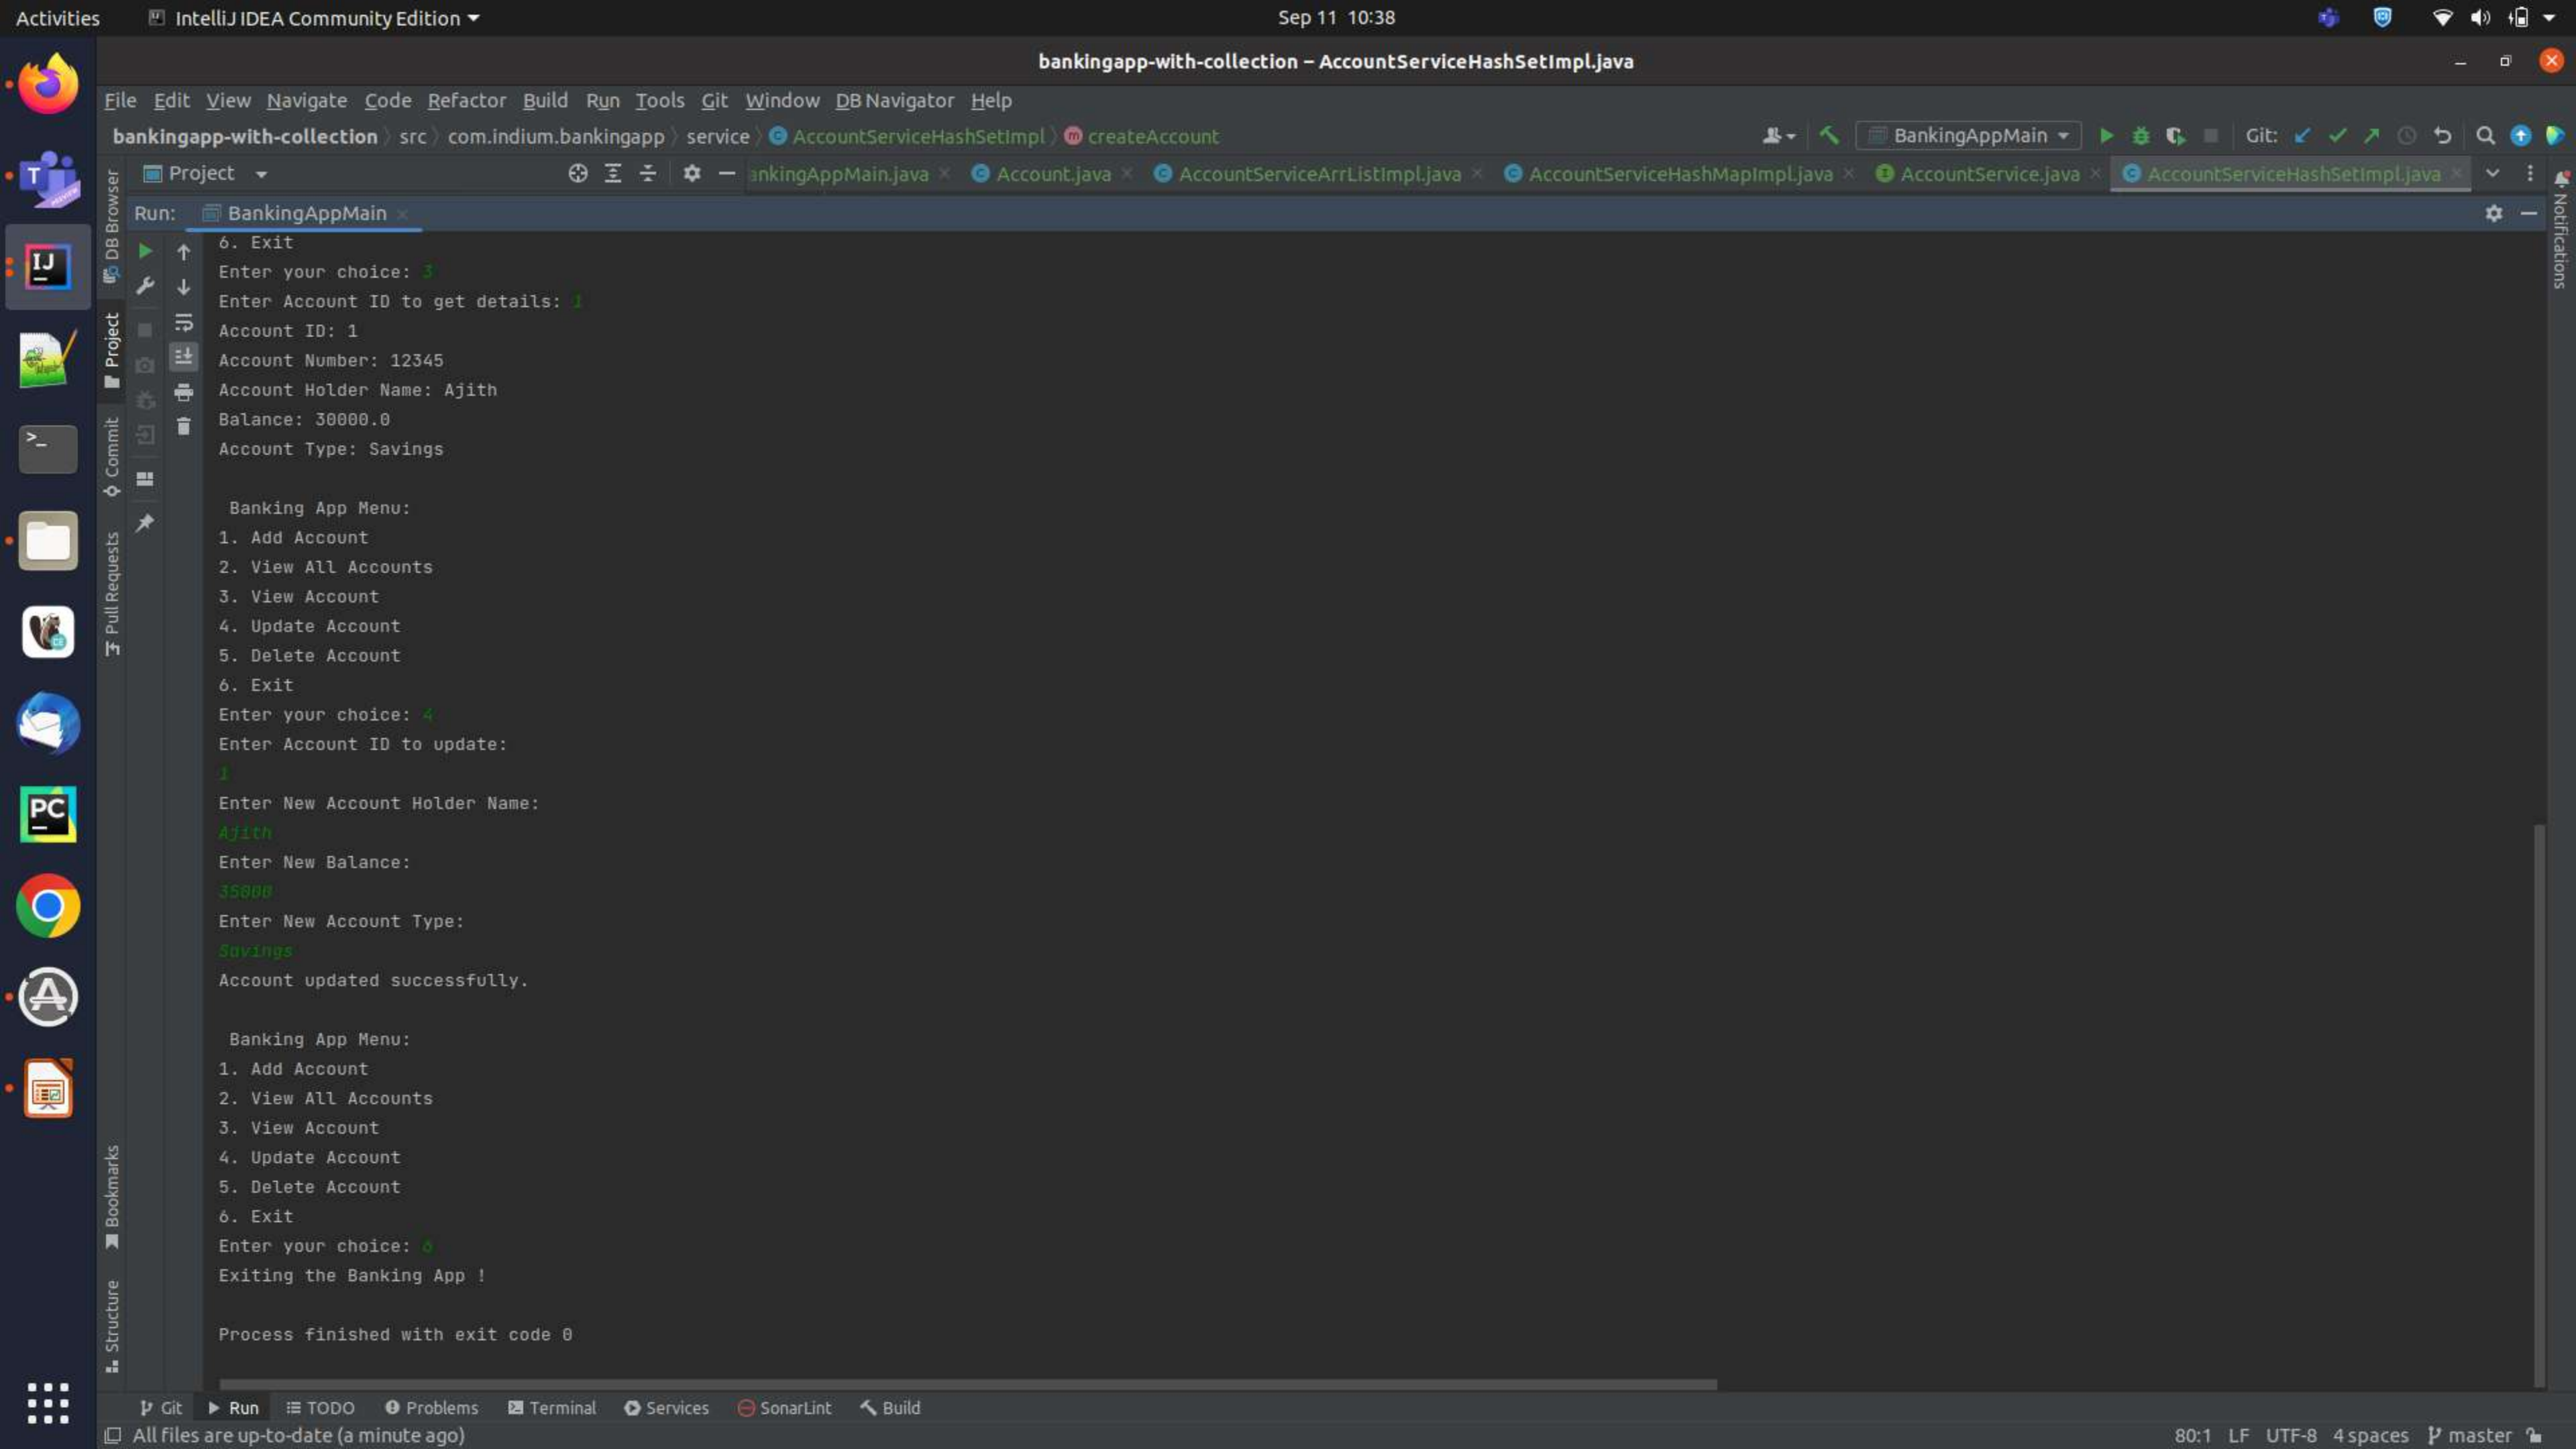 Activities IntelliJ IDEA Community Edition Sep 11 10:38
bankingapp-with-collection – AccountServiceHashSetImpl.java
File Edit View Navigate Code Refactor Build Run Tools Git Window DB Navigator Help
bankingapp-with-collection src com.indium.bankingapp service AccountServiceHashSetImpl createAccount BankingAppMain Git:
Project ankingAppMain.java Account.java AccountServiceArrListImpl.java AccountServiceHashMapImpl.java AccountService.java AccountServiceHashSetImpl.java
Run: BankingAppMain
DB Browser
Project
Commit
Pull Requests
Bookmarks
Structure
Notifications
6. Exit
Enter your choice: 3
Enter Account ID to get details: 1
Account ID: 1
Account Number: 12345
Account Holder Name: Ajith
Balance: 30000.0
Account Type: Savings
Banking App Menu:
1. Add Account
2. View All Accounts
3. View Account
4. Update Account
5. Delete Account
6. Exit
Enter your choice: 4
Enter Account ID to update:
1
Enter New Account Holder Name:
Ajith
Enter New Balance:
35000
Enter New Account Type:
Savings
Account updated successfully.
Banking App Menu:
1. Add Account
2. View All Accounts
3. View Account
4. Update Account
5. Delete Account
6. Exit
Enter your choice: 6
Exiting the Banking App !
Process finished with exit code 0
Git Run TODO Problems Terminal Services SonarLint Build
All files are up-to-date (a minute ago) 80:1 LF UTF-8 4 spaces master